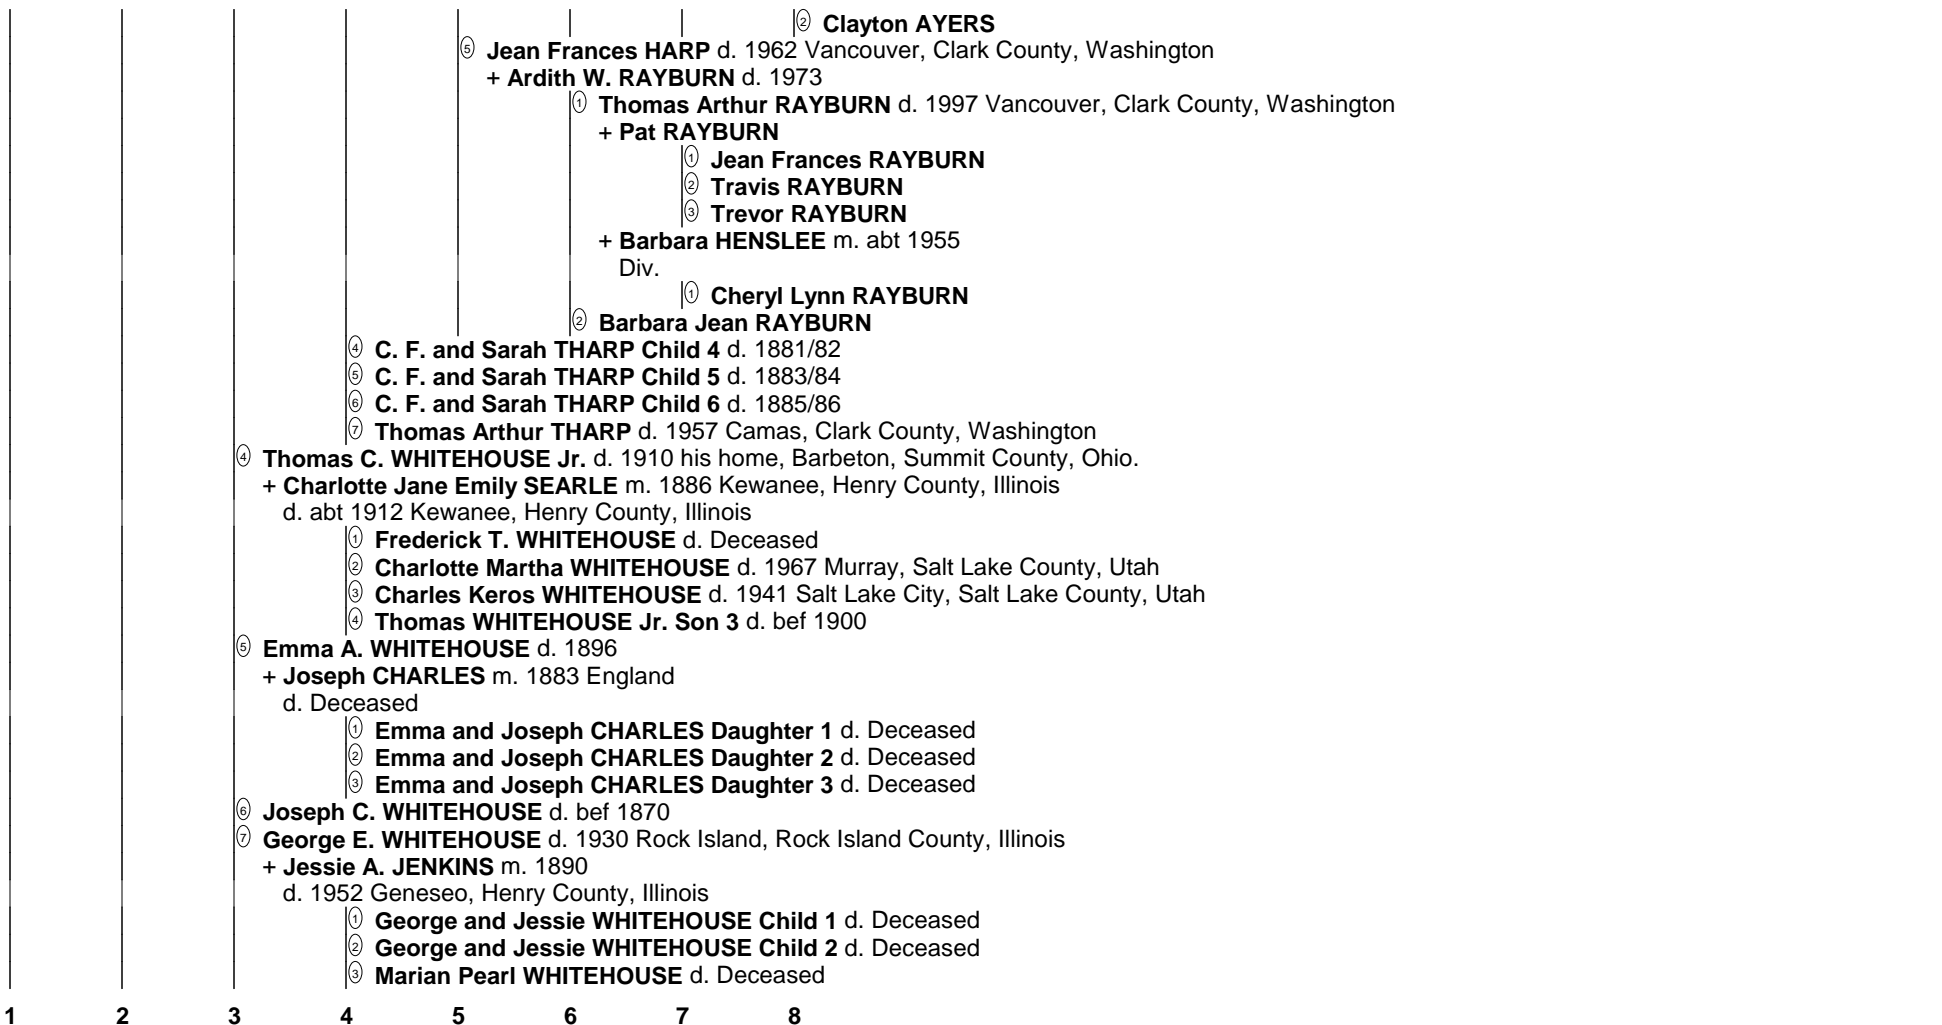 ② Clayton AYERS
⑤ Jean Frances HARP d. 1962 Vancouver, Clark County, Washington
+ Ardith W. RAYBURN d. 1973
① Thomas Arthur RAYBURN d. 1997 Vancouver, Clark County, Washington
+ Pat RAYBURN
① Jean Frances RAYBURN
② Travis RAYBURN
③ Trevor RAYBURN
+ Barbara HENSLEE m. abt 1955
Div.
① Cheryl Lynn RAYBURN
② Barbara Jean RAYBURN
④ C. F. and Sarah THARP Child 4 d. 1881/82
⑤ C. F. and Sarah THARP Child 5 d. 1883/84
⑥ C. F. and Sarah THARP Child 6 d. 1885/86
⑦ Thomas Arthur THARP d. 1957 Camas, Clark County, Washington
④ Thomas C. WHITEHOUSE Jr. d. 1910 his home, Barbeton, Summit County, Ohio.
+ Charlotte Jane Emily SEARLE m. 1886 Kewanee, Henry County, Illinois
d. abt 1912 Kewanee, Henry County, Illinois
① Frederick T. WHITEHOUSE d. Deceased
② Charlotte Martha WHITEHOUSE d. 1967 Murray, Salt Lake County, Utah
③ Charles Keros WHITEHOUSE d. 1941 Salt Lake City, Salt Lake County, Utah
④ Thomas WHITEHOUSE Jr. Son 3 d. bef 1900
⑤ Emma A. WHITEHOUSE d. 1896
+ Joseph CHARLES m. 1883 England
d. Deceased
① Emma and Joseph CHARLES Daughter 1 d. Deceased
② Emma and Joseph CHARLES Daughter 2 d. Deceased
③ Emma and Joseph CHARLES Daughter 3 d. Deceased
⑥ Joseph C. WHITEHOUSE d. bef 1870
⑦ George E. WHITEHOUSE d. 1930 Rock Island, Rock Island County, Illinois
+ Jessie A. JENKINS m. 1890
d. 1952 Geneseo, Henry County, Illinois
① George and Jessie WHITEHOUSE Child 1 d. Deceased
② George and Jessie WHITEHOUSE Child 2 d. Deceased
③ Marian Pearl WHITEHOUSE d. Deceased
1 2 3 4 5 6 7 8